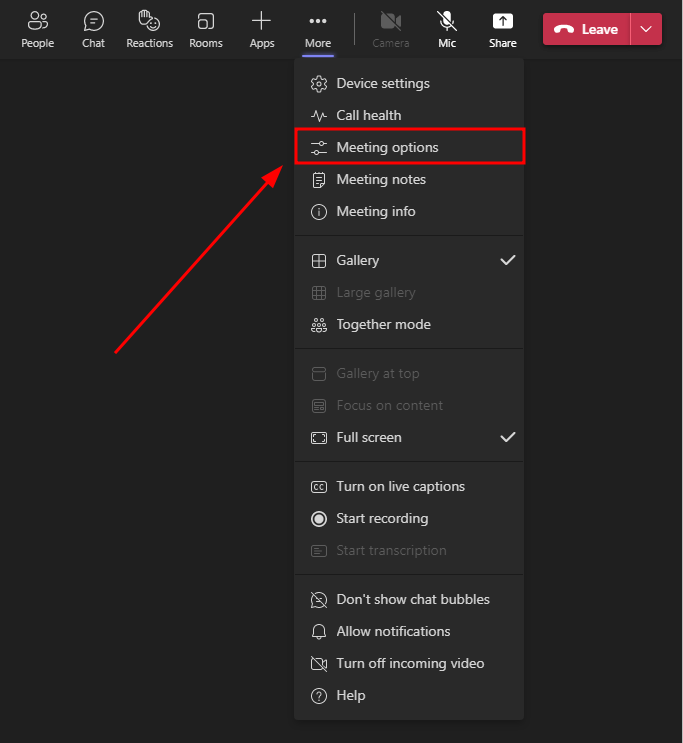 People Chat Reactions Rooms Apps More Camera Mic Share Leave
Device settings
Call health
Meeting options
Meeting notes
Meeting info
Gallery
Large gallery
Together mode
Gallery at top
Focus on content
Full screen
CC Turn on live captions
Start recording
Start transcription
Don't show chat bubbles
Allow notifications
Turn off incoming video
Help